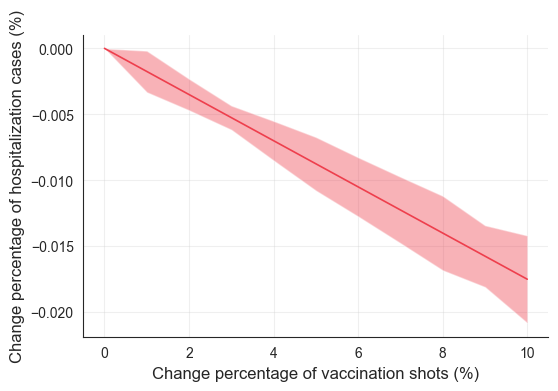 Change percentage of hospitalization cases (%)
0.000
−0.005
−0.010
−0.015
−0.020
0 2 4 6 8 10
Change percentage of vaccination shots (%)